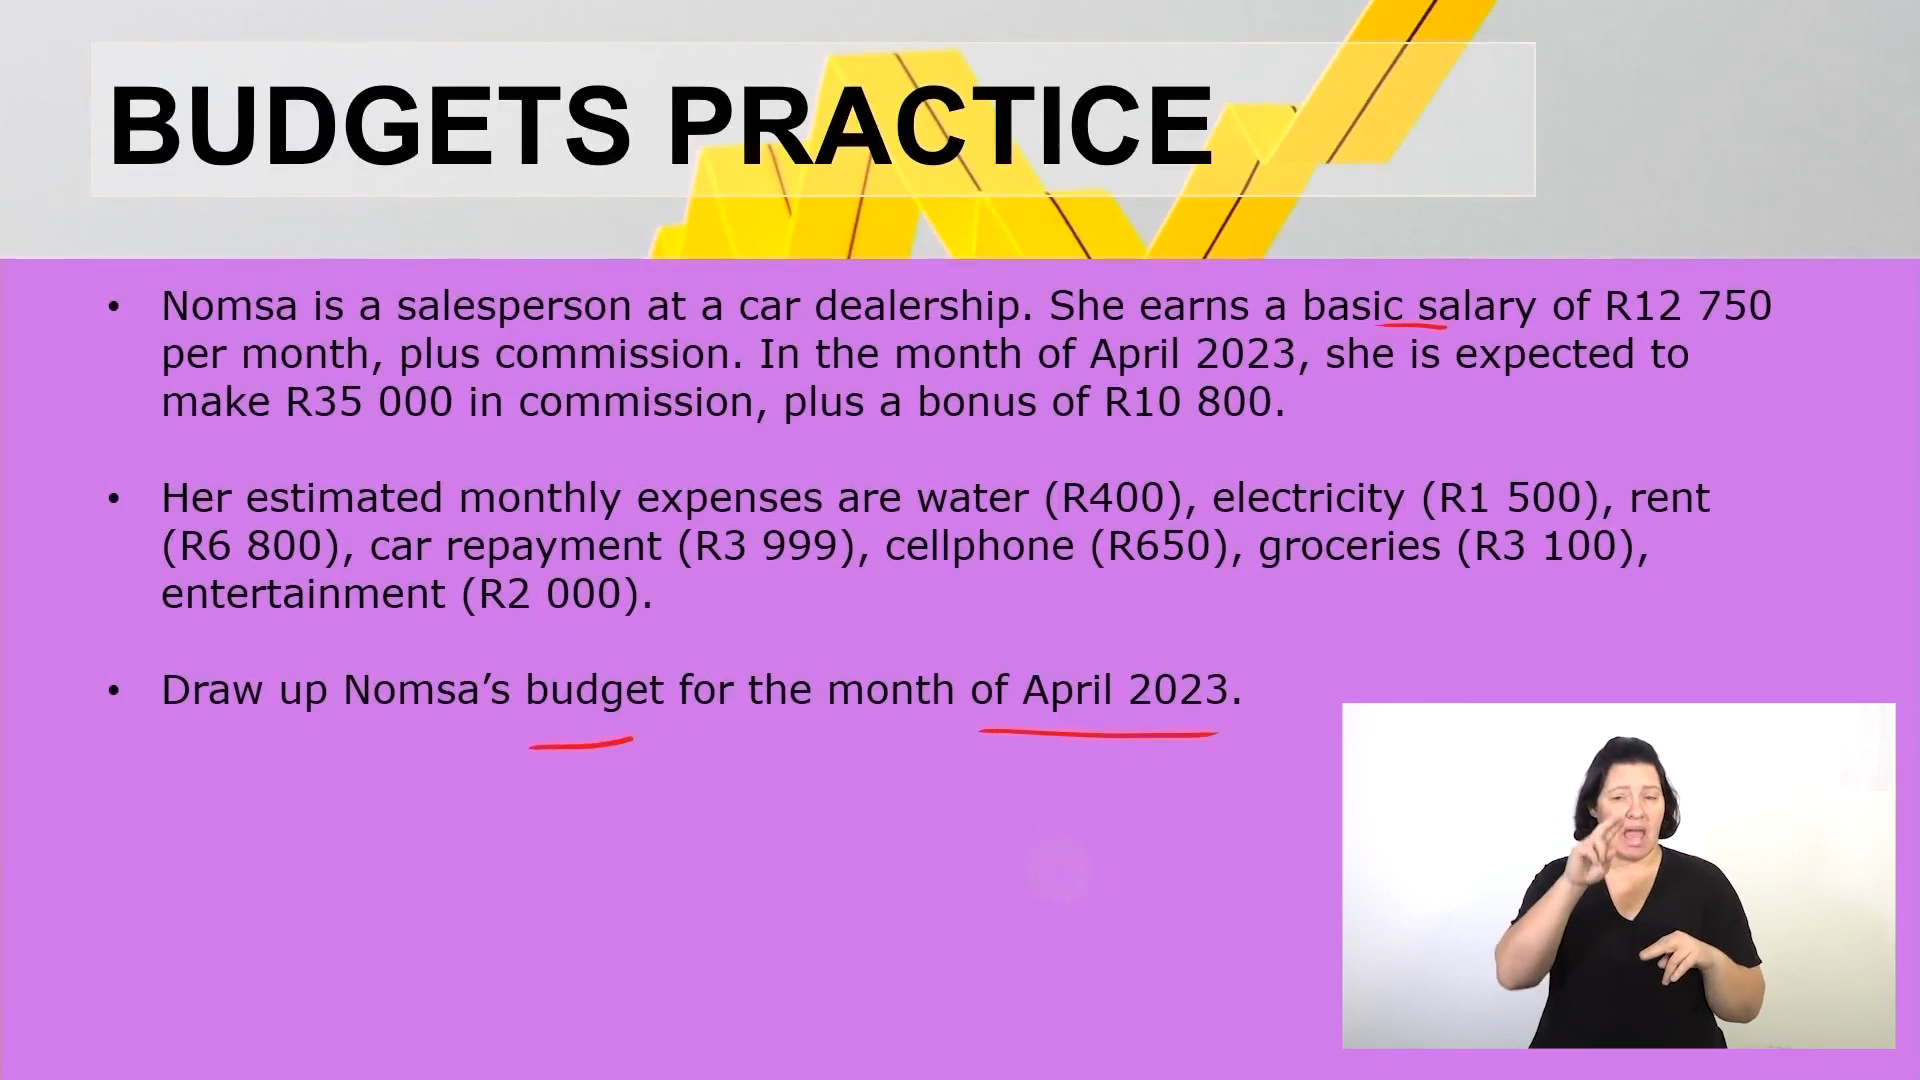 BUDGETS PRACTICE
• Nomsa is a salesperson at a car dealership. She earns a basic salary of R12 750
per month, plus commission. In the month of April 2023, she is expected to
make R35 000 in commission, plus a bonus of R10 800.
• Her estimated monthly expenses are water (R400), electricity (R1 500), rent
(R6 800), car repayment (R3 999), cellphone (R650), groceries (R3 100),
entertainment (R2 000).
• Draw up Nomsa’s budget for the month of April 2023.